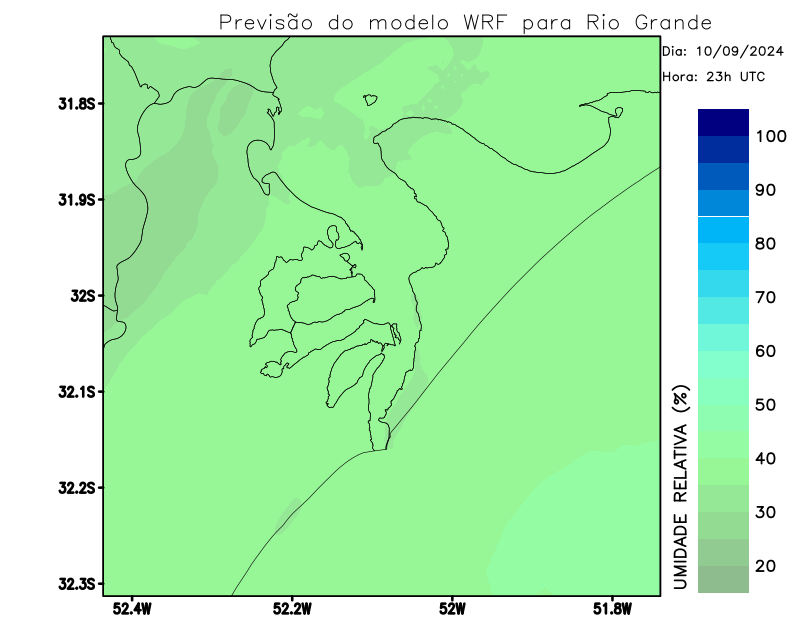 Previsão do modelo WRF para Rio Grande
Dia: 10/09/2024
Hora: 23h UTC
31.8S
31.9S
32S
32.1S
32.2S
32.3S
52.4W
52.2W
52W
51.8W
100
90
80
70
60
50
40
30
20
UMIDADE RELATIVA (%)